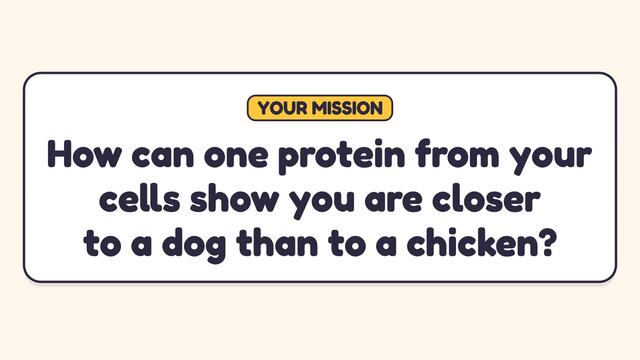 YOUR MISSION
How can one protein from your
cells show you are closer
to a dog than to a chicken?